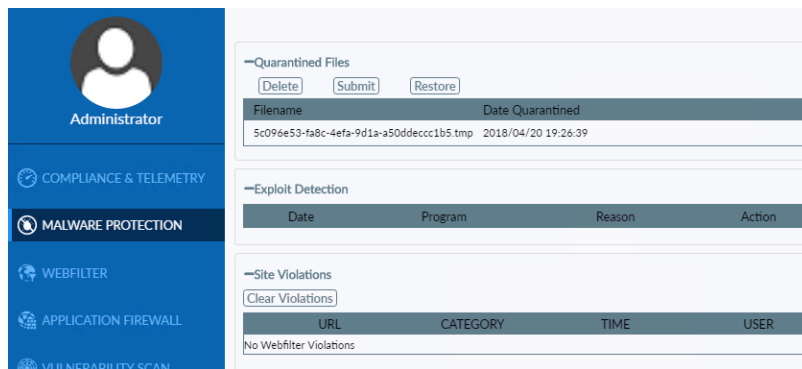 Administrator
COMPLIANCE & TELEMETRY
MALWARE PROTECTION
WEBFILTER
APPLICATION FIREWALL
VULNERABILITY SCAN
Quarantined Files
Delete Submit Restore
Filename Date Quarantined
5c096e53-fa8c-4efa-9d1a-a50ddeccc1b5.tmp 2018/04/20 19:26:39
Exploit Detection
Date Program Reason Action
Site Violations
Clear Violations
URL CATEGORY TIME USER
No Webfilter Violations